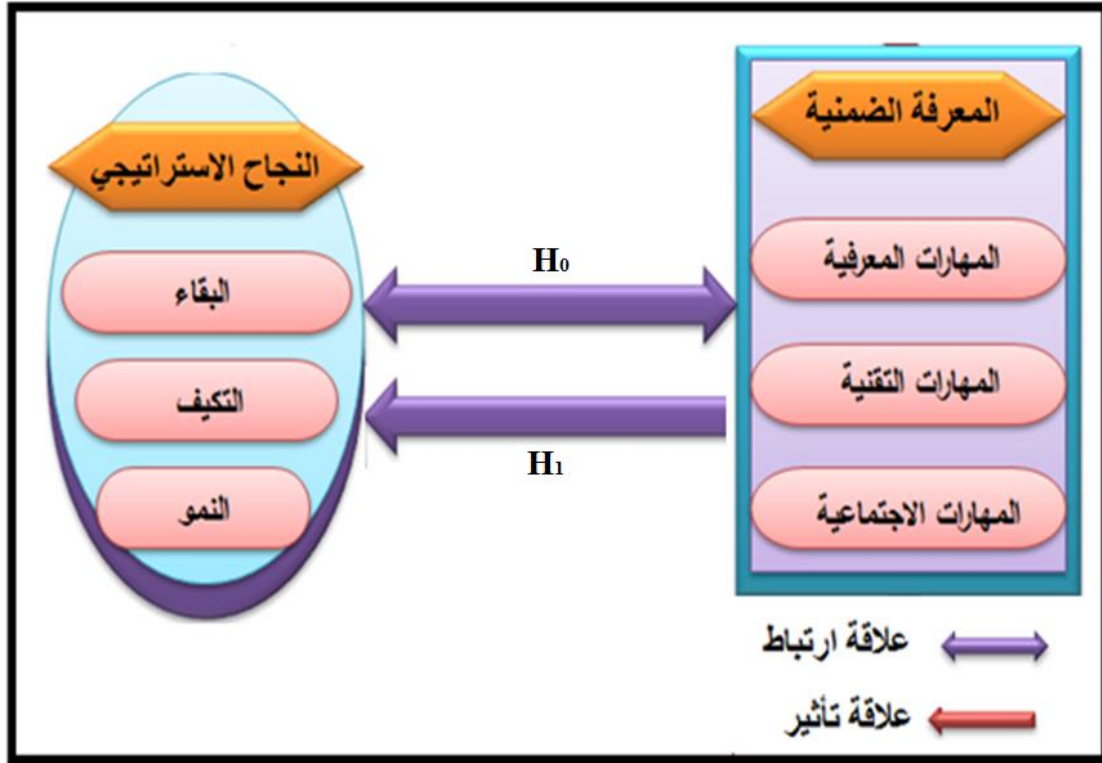 المعرفة الضمنية
المهارات المعرفية
المهارات التقنية
المهارات الاجتماعية
H₀
H₁
النجاح الاستراتيجي
البقاء
التكيف
النمو
علاقة ارتباط
علاقة تأثير